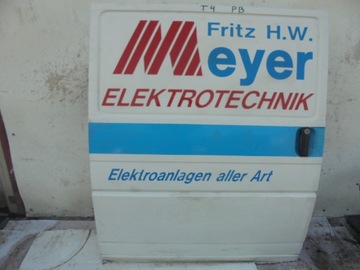 T4 PB
Fritz H.W.
Meyer
ELEKTROTECHNIK
Elektroanlagen aller Art